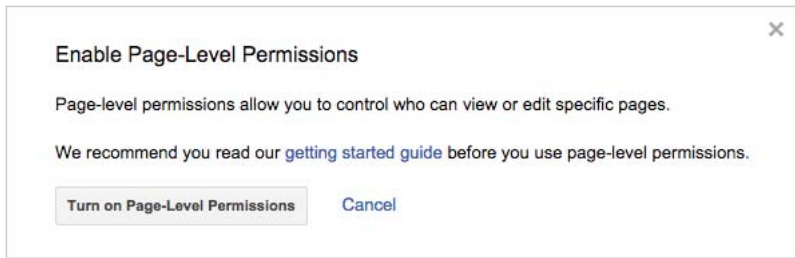 Enable Page-Level Permissions
Page-level permissions allow you to control who can view or edit specific pages.
We recommend you read our getting started guide before you use page-level permissions.
Turn on Page-Level Permissions Cancel